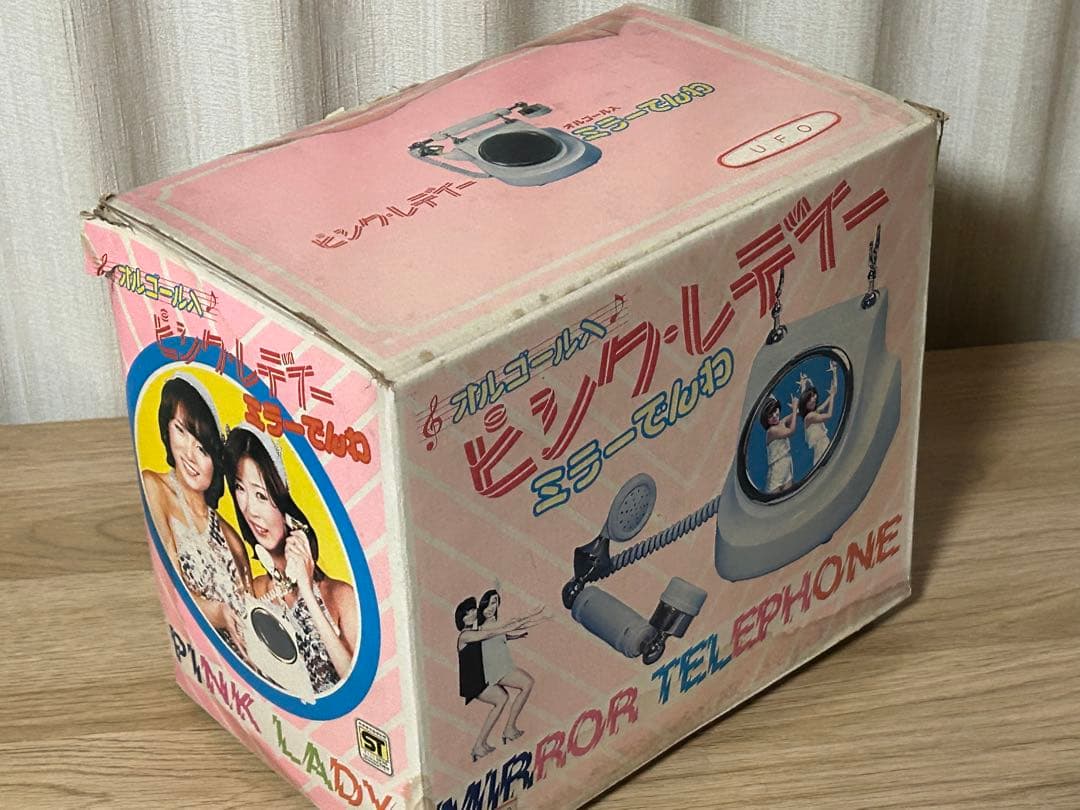 オルゴール入
ミラーでんわ
ピンク・レディー
UFO
オルゴール入
ピンク・レディー
ミラーでんわ
PINK LADY
ST
オルゴール入
ピンク・レディー
ミラーでんわ
MIRROR TELEPHONE